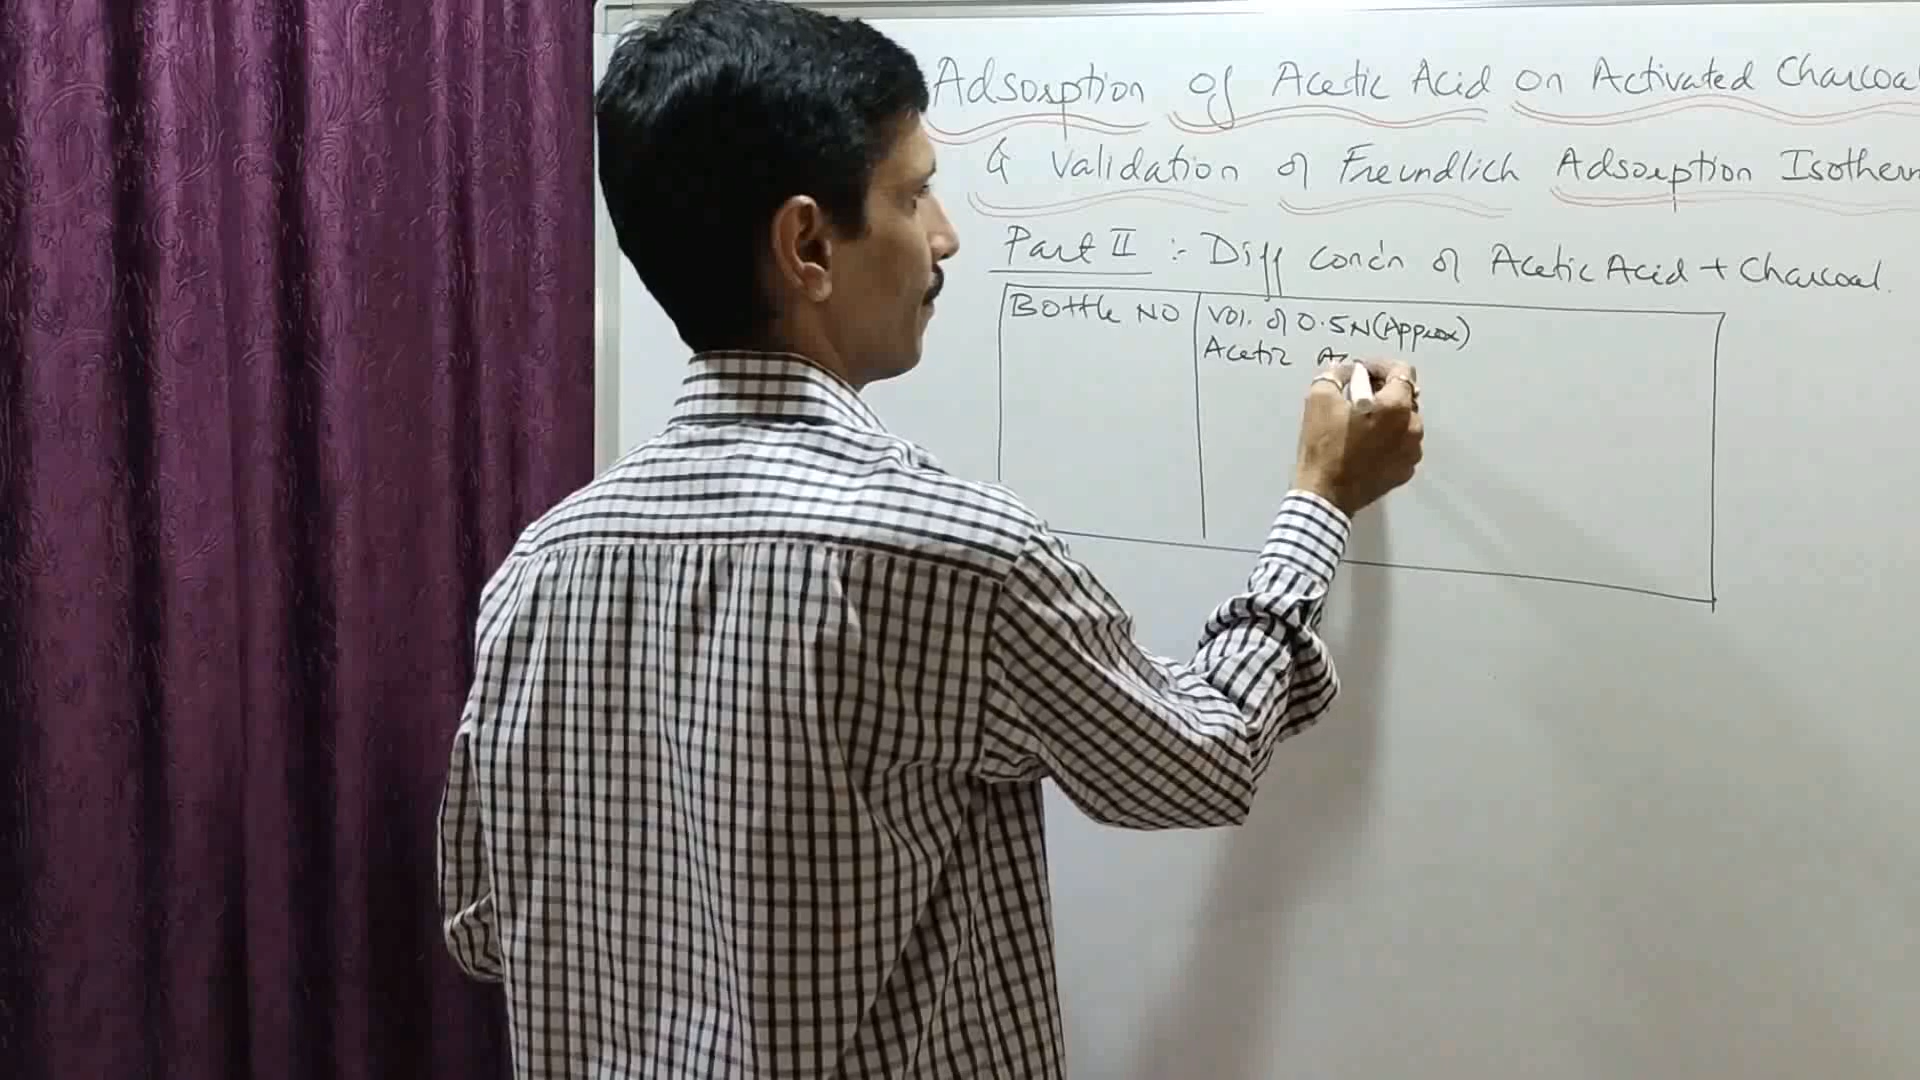 Adsorption of Acetic Acid on Activated Charcoal
& Validation of Freundlich Adsorption Isotherm
Part II :- Diff conc'n of Acetic Acid + Charcoal.
Bottle NO
Vol. of 0.5N (Approx)
Acetic